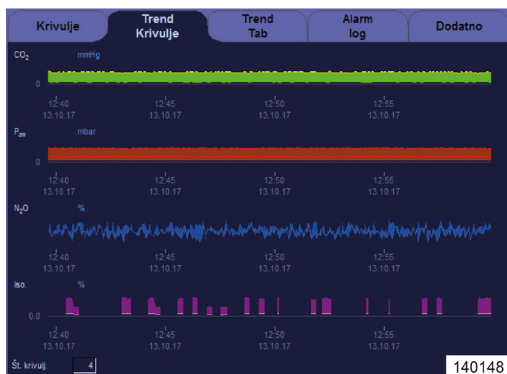 Krivulje
Trend
Krivulje
Trend
Tab
Alarm
log
Dodatno
CO2 mmHg
0
12:40 12:45 12:50 12:55
13.10.17 13.10.17 13.10.17 13.10.17
Paw mbar
0
12:40 12:45 12:50 12:55
13.10.17 13.10.17 13.10.17 13.10.17
N2O %
12:40 12:45 12:50 12:55
13.10.17 13.10.17 13.10.17 13.10.17
Iso. %
0.0
12:40 12:45 12:50 12:55
13.10.17 13.10.17 13.10.17 13.10.17
Št. krivulj: 4
140148